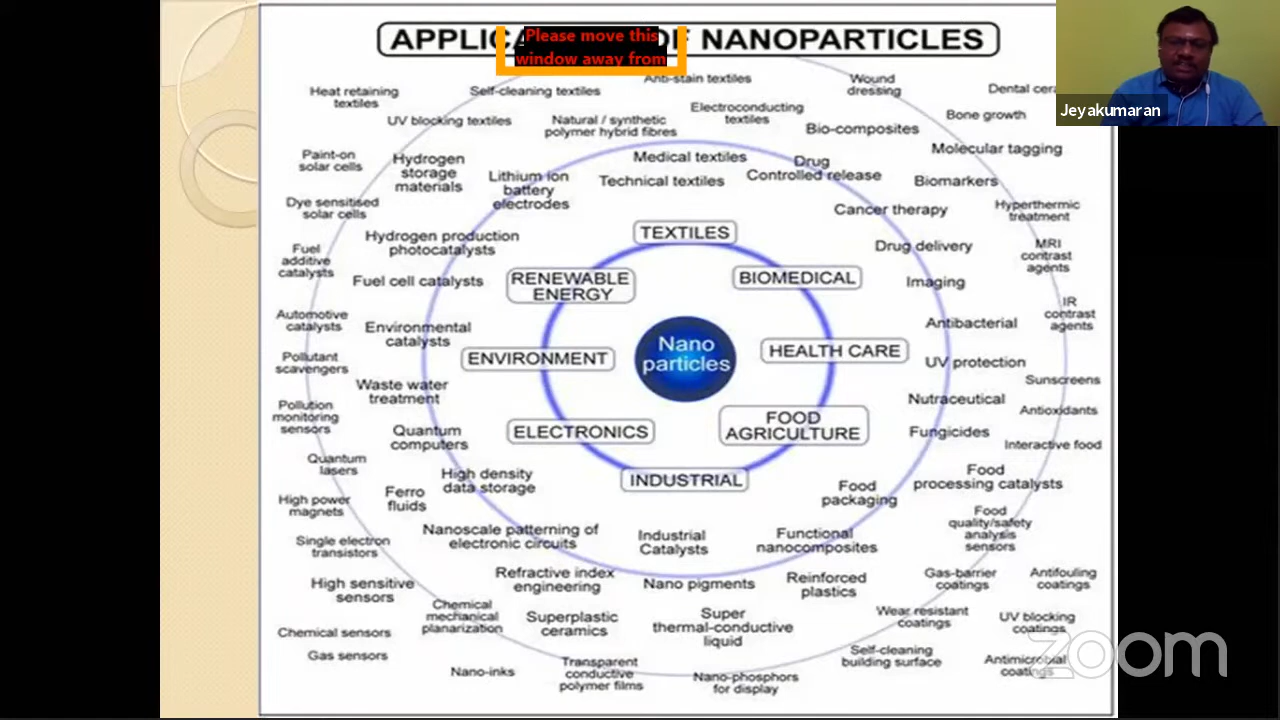 APPLIC
OF NANOPARTICLES
Please move this
window away from
Jeyakumaran
Heat retaining
textiles
Self-cleaning textiles
Anti-stain textiles
Wound
dressing
UV blocking textiles
Natural / synthetic
polymer hybrid fibres
Electroconducting
textiles
Bio-composites
Bone growth
Dental
Paint-on
solar cells
Hydrogen
storage
materials
Lithium ion
battery
electrodes
Medical textiles
Technical textiles
Drug
Controlled release
Molecular tagging
Biomarkers
Dye sensitised
solar cells
Cancer therapy
Hyperthermic
treatment
Hydrogen production
photocatalysts
TEXTILES
Drug delivery
MRI
contrast
agents
Fuel
additive
catalysts
Fuel cell catalysts
RENEWABLE
ENERGY
BIOMEDICAL
Imaging
IR
contrast
agents
Automotive
catalysts
Environmental
catalysts
Antibacterial
Pollutant
scavengers
ENVIRONMENT
Nano
particles
HEALTH CARE
UV protection
Sunscreens
Waste water
treatment
Nutraceutical
Antioxidants
Pollution
monitoring
sensors
Quantum
computers
ELECTRONICS
FOOD
AGRICULTURE
Fungicides
Interactive food
Quantum
lasers
High density
data storage
INDUSTRIAL
Food
packaging
Food
processing catalysts
High power
magnets
Ferro
fluids
Food
quality/safety
analysis
sensors
Single electron
transistors
Nanoscale patterning of
electronic circuits
Industrial
Catalysts
Functional
nanocomposites
High sensitive
sensors
Refractive index
engineering
Nano pigments
Reinforced
plastics
Gas-barrier
coatings
Antifouling
coatings
Chemical
mechanical
planarization
Superplastic
ceramics
Super
thermal-conductive
liquid
Wear resistant
coatings
UV blocking
coatings
Chemical sensors
Gas sensors
Nano-inks
Transparent
conductive
polymer films
Nano-phosphors
for display
Self-cleaning
building surface
Antimicrobial
coatings
zoom